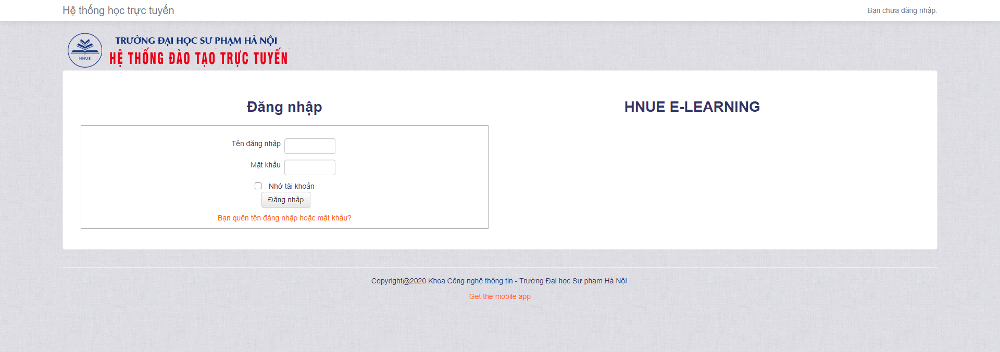 Hệ thống học trực tuyến
Bạn chưa đăng nhập.
HNUE
TRƯỜNG ĐẠI HỌC SƯ PHẠM HÀ NỘI
HỆ THỐNG ĐÀO TẠO TRỰC TUYẾN
Đăng nhập
Tên đăng nhập
Mật khẩu
Nhớ tài khoản
Đăng nhập
Bạn quên tên đăng nhập hoặc mật khẩu?
HNUE E-LEARNING
Copyright@2020 Khoa Công nghệ thông tin - Trường Đại học Sư phạm Hà Nội
Get the mobile app